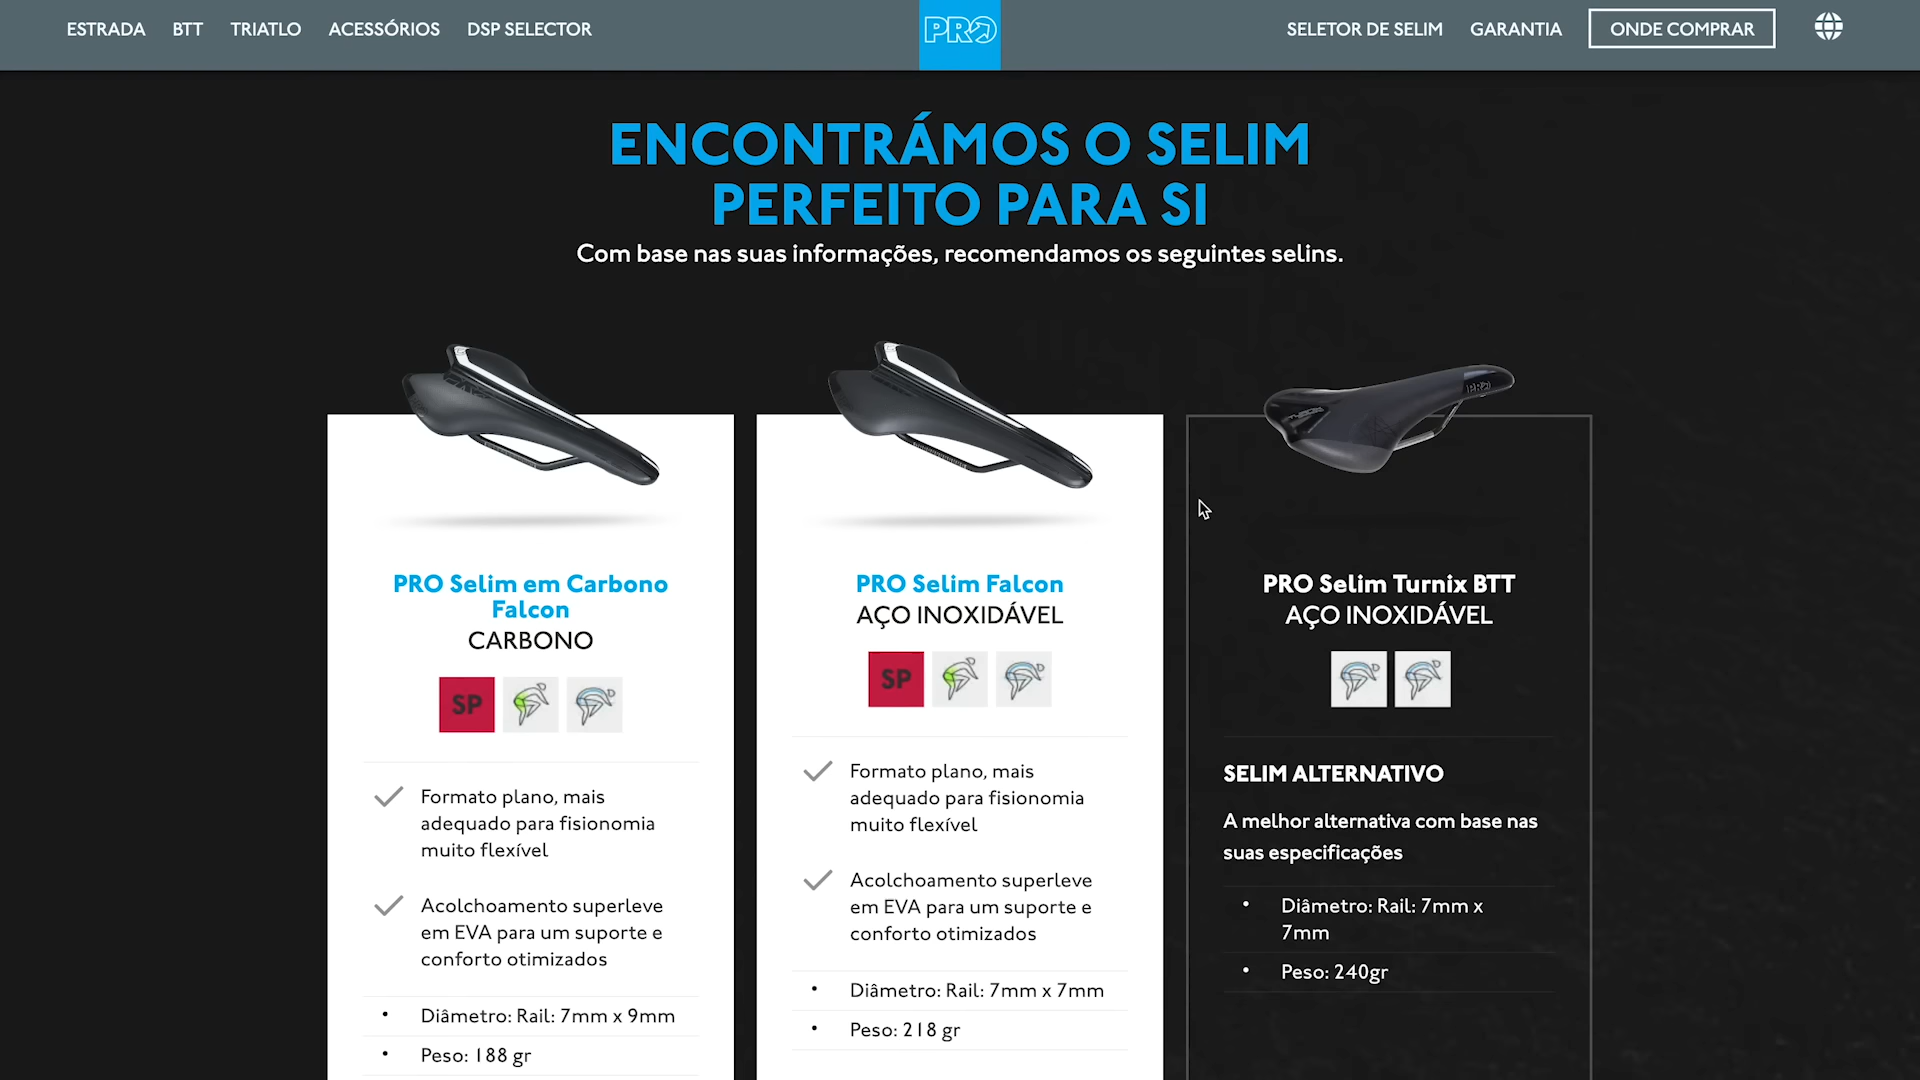 ESTRADA BTT TRIATLO ACESSÓRIOS DSP SELECTOR PRO SELETOR DE SELIM GARANTIA ONDE COMPRAR
ENCONTRÁMOS O SELIM
PERFEITO PARA SI
Com base nas suas informações, recomendamos os seguintes selins.
PRO Selim em Carbono
Falcon
CARBONO
SP
Formato plano, mais
adequado para fisionomia
muito flexível
Acolchoamento superleve
em EVA para um suporte e
conforto otimizados
• Diâmetro: Rail: 7mm x 9mm
• Peso: 188 gr
PRO Selim Falcon
AÇO INOXIDÁVEL
SP
Formato plano, mais
adequado para fisionomia
muito flexível
Acolchoamento superleve
em EVA para um suporte e
conforto otimizados
• Diâmetro: Rail: 7mm x 7mm
• Peso: 218 gr
PRO
PRO Selim Turnix BTT
AÇO INOXIDÁVEL
SELIM ALTERNATIVO
A melhor alternativa com base nas
suas especificações
• Diâmetro: Rail: 7mm x
7mm
• Peso: 240gr